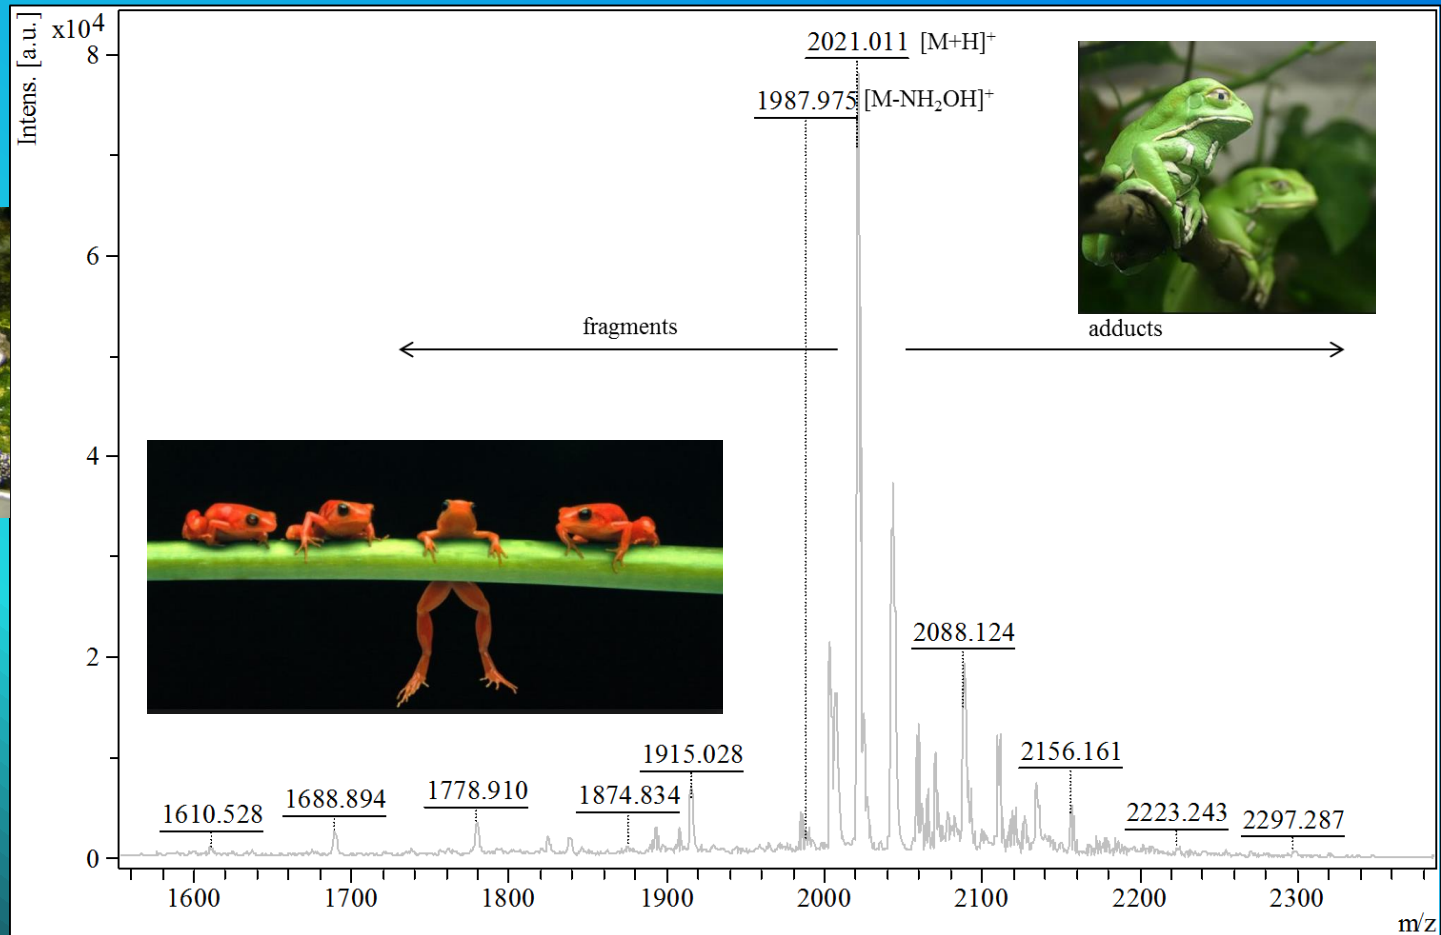 x10⁴
Intens. [a.u.]
8
6
4
2
0
2021.011 [M+H]⁺
1987.975 [M-NH₂OH]⁺
fragments
adducts
2088.124
2156.161
1915.028
1778.910
1874.834
1688.894
1610.528
2223.243
2297.287
1600 1700 1800 1900 2000 2100 2200 2300
m/z